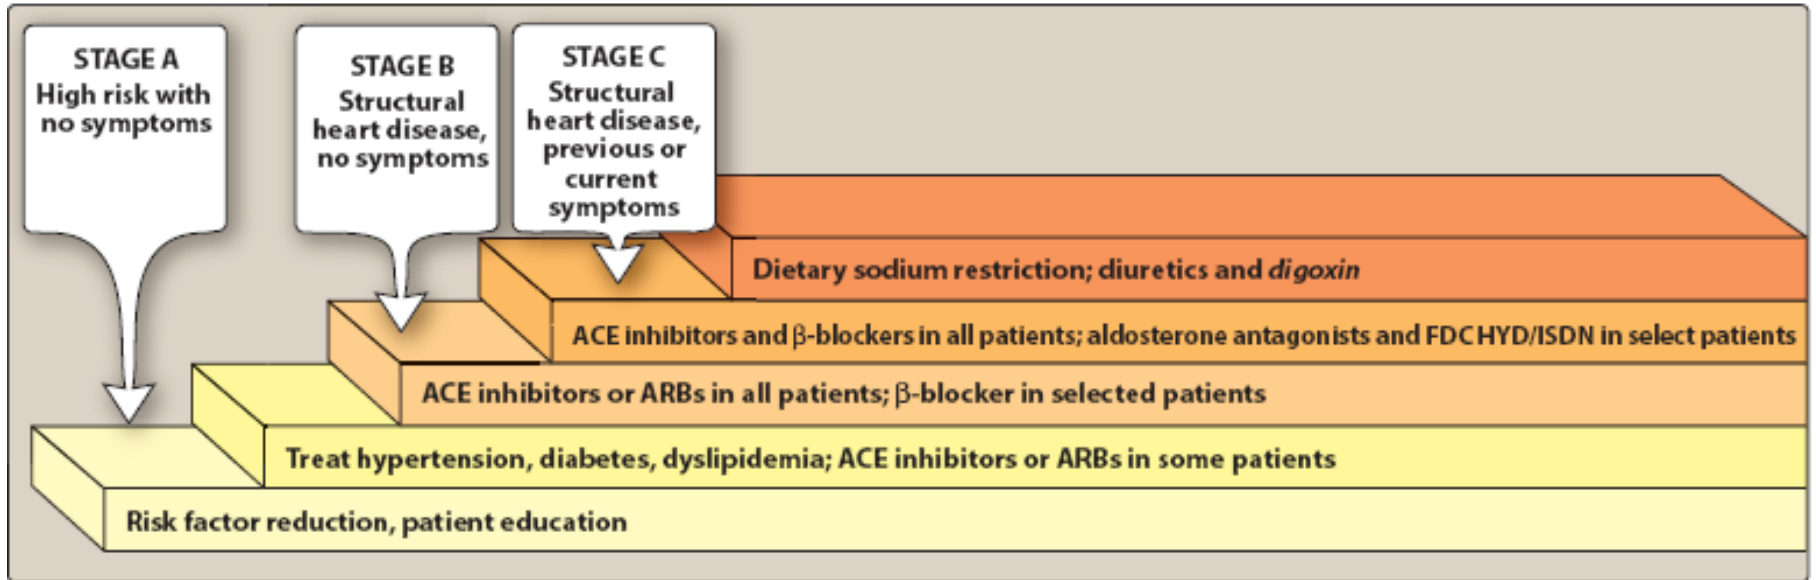 STAGE A
High risk with
no symptoms
STAGE B
Structural
heart disease,
no symptoms
STAGE C
Structural
heart disease,
previous or
current
symptoms
Dietary sodium restriction; diuretics and digoxin
ACE inhibitors and β-blockers in all patients; aldosterone antagonists and FDC HYD/ISDN in select patients
ACE inhibitors or ARBs in all patients; β-blocker in selected patients
Treat hypertension, diabetes, dyslipidemia; ACE inhibitors or ARBs in some patients
Risk factor reduction, patient education